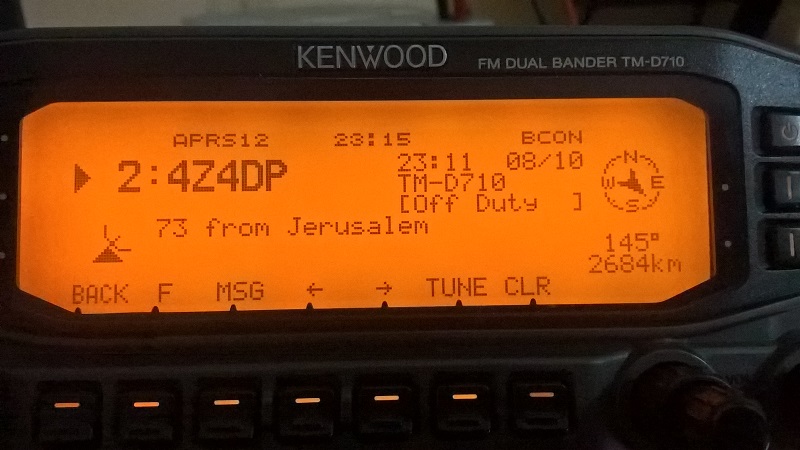 KENWOOD FM DUAL BANDER TM-D710
APRS12 23:15 BCON
2:4Z4DP 23:11 08/10
TM-D710
[Off Duty ]
N
W E
S
73 from Jerusalem
145°
2684km
BACK F MSG ← → TUNE CLR